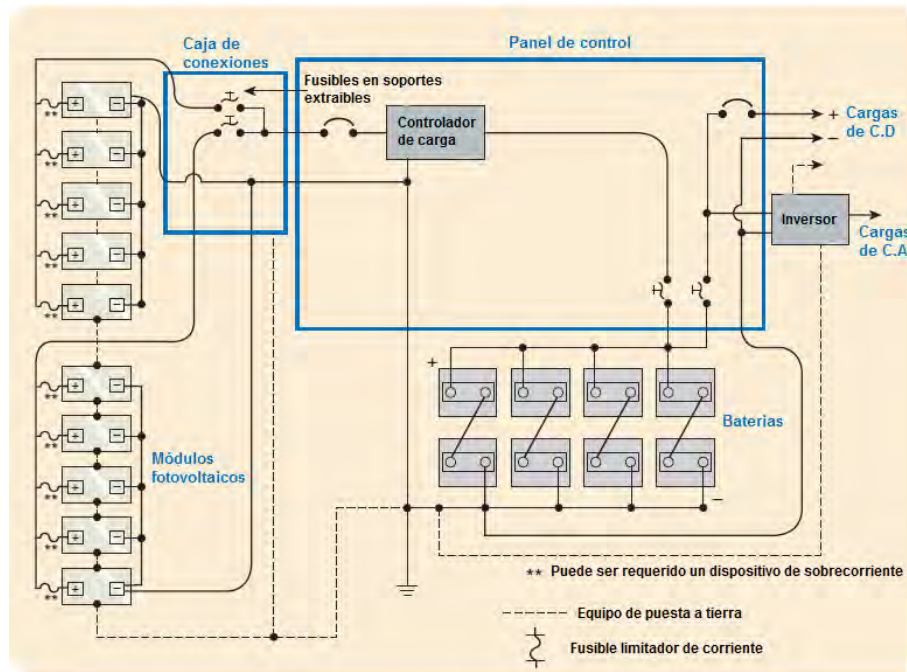 Caja de
conexiones
Panel de control
Fusibles en soportes
extraibles
Controlador
de carga
+ Cargas
de C.D
−
Inversor
Cargas
de C.A
+ −
**
+ −
**
+ −
**
+ −
**
+ −
**
+ −
**
+ −
**
+ −
**
+ −
**
+ −
**
Módulos
fotovoltaicos
+
Baterias
−
** Puede ser requerido un dispositivo de sobrecorriente
Equipo de puesta a tierra
Fusible limitador de corriente